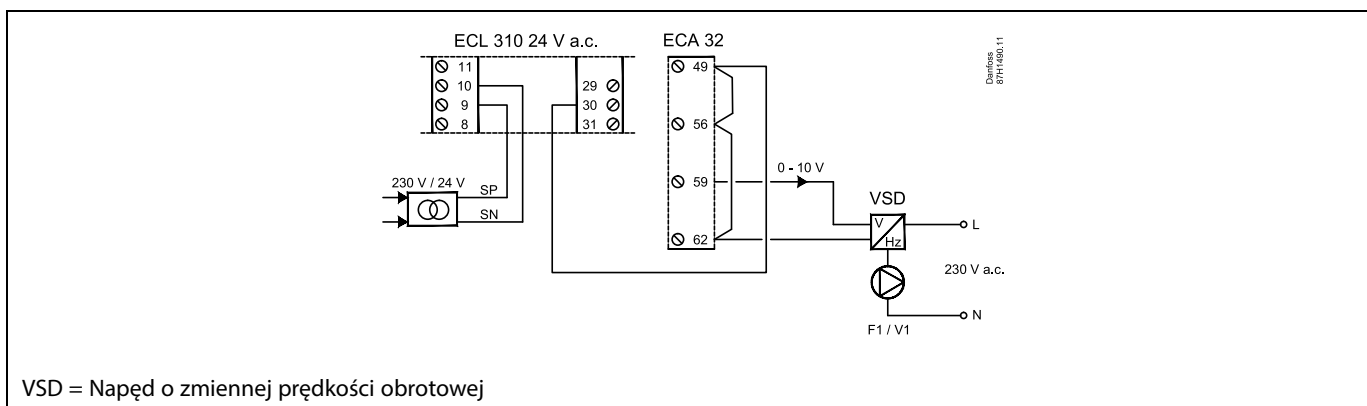 ECL 310 24 V a.c.
ECA 32
Danfoss
87H1490.11
11
10
9
8
29
30
31
49
56
59
62
0 - 10 V
230 V / 24 V
SP
SN
VSD
V
Hz
L
230 V a.c.
N
F1 / V1
VSD = Napęd o zmiennej prędkości obrotowej